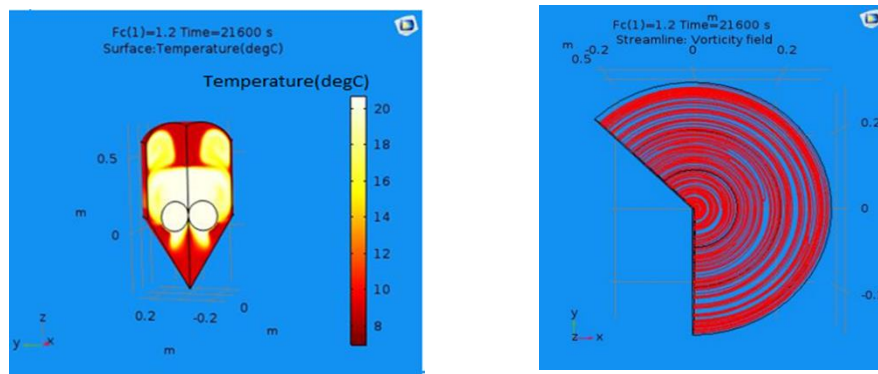 Fc(1)=1.2 Time=21600 s
Surface:Temperature(degC)
Temperature(degC)
20
18
16
14
12
10
8
0.5
m
0
0.2
-0.2
0
m
m
z
y
x
m
Fc(1)=1.2 Time=21600 s
Streamline: Vorticity field
m
-0.2
0
0.2
0.5
0.2
0
y
z
x